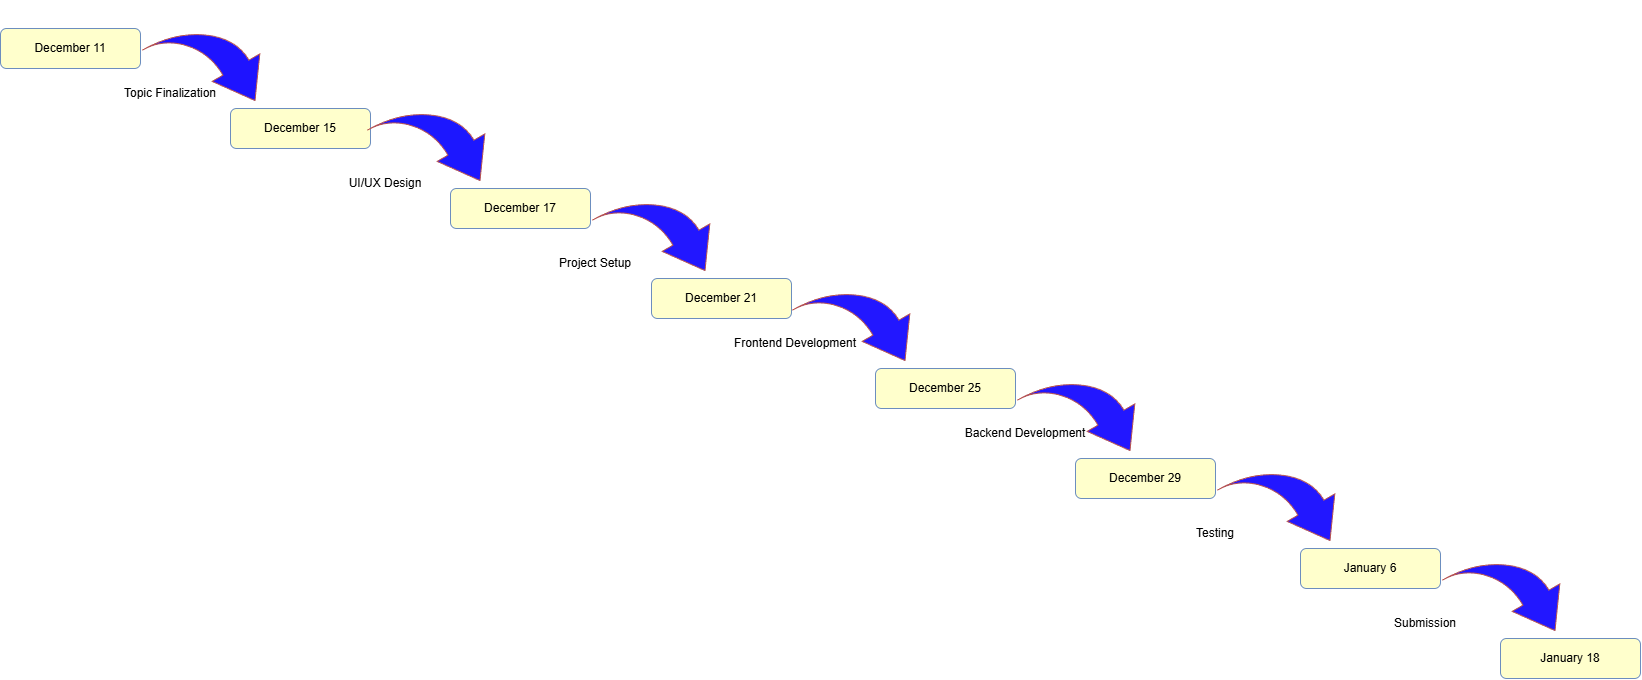 December 11
Topic Finalization
December 15
UI/UX Design
December 17
Project Setup
December 21
Frontend Development
December 25
Backend Development
December 29
Testing
January 6
Submission
January 18